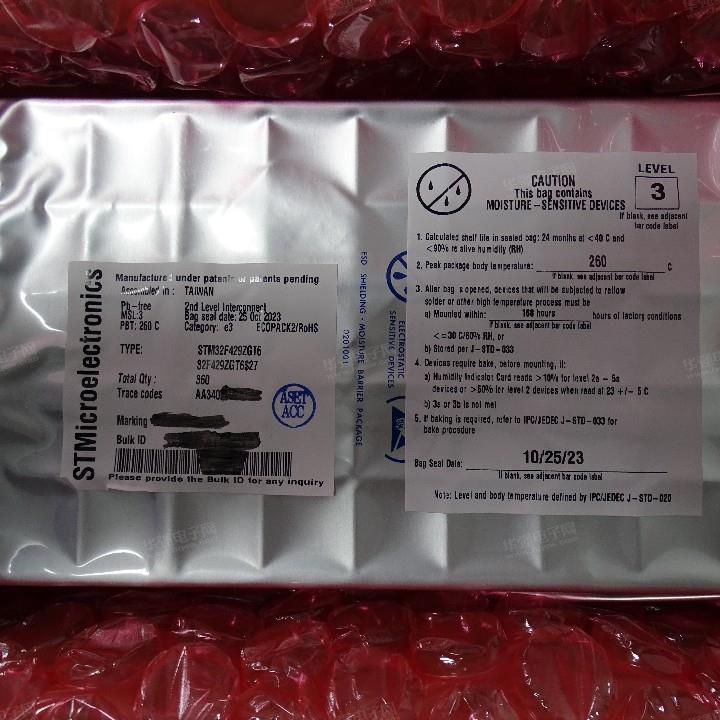 STMicroelectronics
Manufactured under patents or patents pending
Assembled in : TAIWAN
Pb-free 2nd Level Interconnect
MSL:3 Bag seal date: 25 Oct 2023
PBT: 260 C Category: e3 ECOPACK2/RoHS
TYPE: STM32F429ZGT6
32F429ZGT6S27
Total Qty : 360
Trace codes AA340
Marking
Bulk ID
Please provide the Bulk ID for any inquiry
ASET
ACC
ESD SHIELDING - MOISTURE BARRIER PACKAGE
ELECTROSTATIC
SENSITIVE DEVICES
LEVEL
3
CAUTION
This bag contains
MOISTURE-SENSITIVE DEVICES
If blank, see adjacent
bar code label
1. Calculated shelf life in sealed bag: 24 months at <40 C and
<90% relative humidity (RH)
2. Peak package body temperature: 260 C
If blank, see adjacent bar code label
3. After bag is opened, devices that will be subjected to reflow
solder or other high temperature process must be
a) Mounted within: 168 hours hours of factory conditions
If blank, see adjacent bar code label
<=30 C/60% RH, or
b) Stored per J-STD-033
4. Devices require bake, before mounting, if:
a) Humidity Indicator Card reads >10% for level 2a - 5a
devices or >60% for level 2 devices when read at 23 +/- 5 C
b) 3a or 3b is not met
5. If baking is required, refer to IPC/JEDEC J-STD-033 for
bake procedure
Bag Seal Date: 10/25/23
If blank, see adjacent bar code label
Note: Level and body temperature defined by IPC/JEDEC J-STD-020